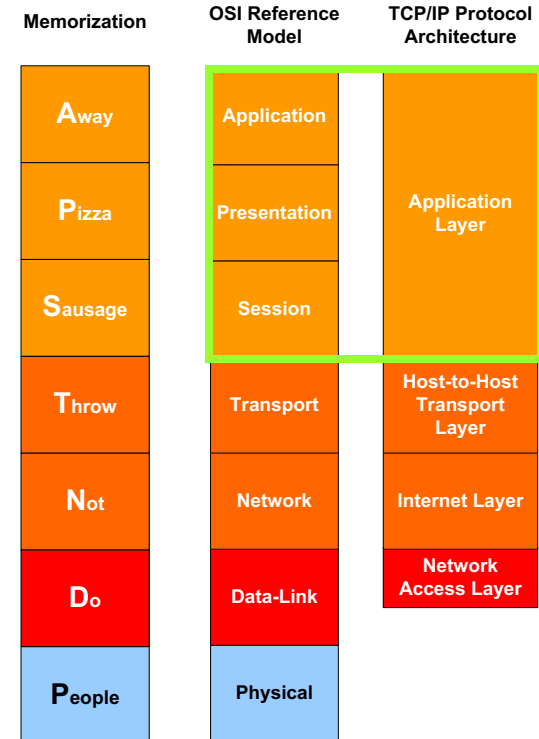 Memorization
OSI Reference
Model
TCP/IP Protocol
Architecture
Away
Pizza
Sausage
Throw
Not
Do
People
Application
Presentation
Session
Transport
Network
Data-Link
Physical
Application
Layer
Host-to-Host
Transport
Layer
Internet Layer
Network
Access Layer